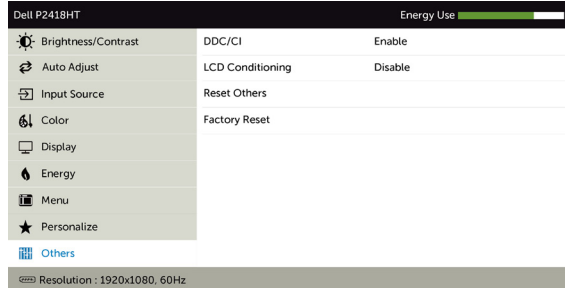 Dell P2418HT Energy Use
Brightness/Contrast DDC/CI Enable
Auto Adjust LCD Conditioning Disable
Input Source Reset Others
Color Factory Reset
Display
Energy
Menu
Personalize
Others
Resolution : 1920x1080, 60Hz